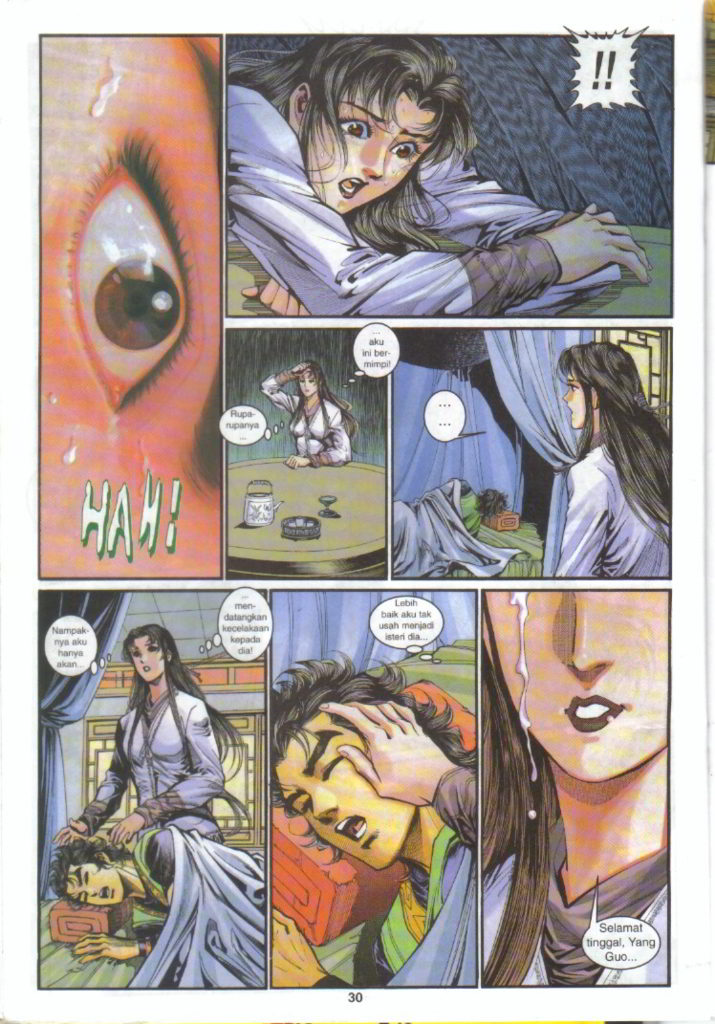 !!
HAH!
...
aku
ini ber-
mimpi!
Rupa-
rupanya
...
...
...
Nampak-
nya aku
hanya
akan...
...
men-
datangkan
kecelakaan
kepada
dia!
Lebih
baik aku tak
usah menjadi
isteri dia...
Selamat
tinggal, Yang
Guo...
30